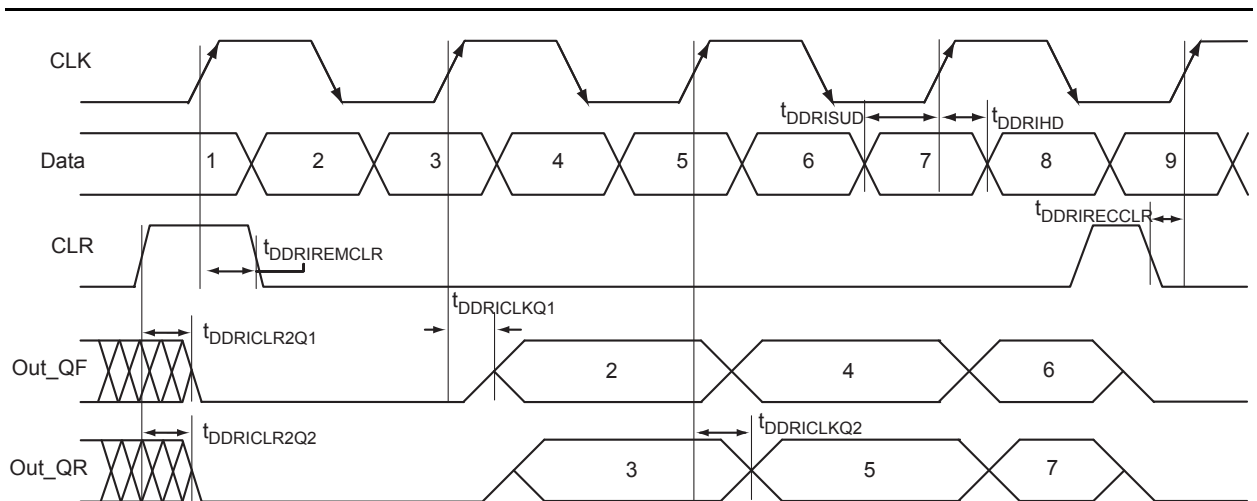 CLK
tDDRISUD
tDDRIHD
Data
1 2 3 4 5 6 7 8 9
tDDRIRECCLR
CLR
tDDRIREMCLR
tDDRICLKQ1
tDDRICLR2Q1
Out_QF
2 4 6
tDDRICLR2Q2
tDDRICLKQ2
Out_QR
3 5 7